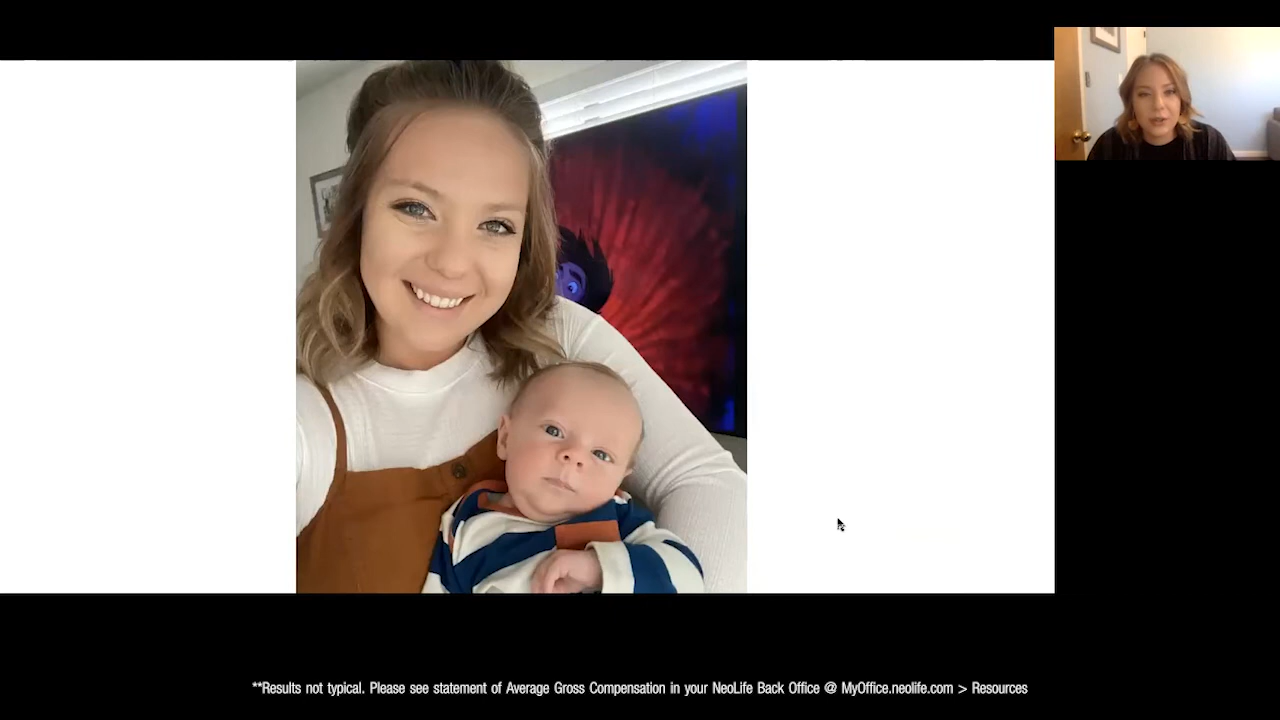 **Results not typical. Please see statement of Average Gross Compensation in your NeoLife Back Office @ MyOffice.neolife.com > Resources